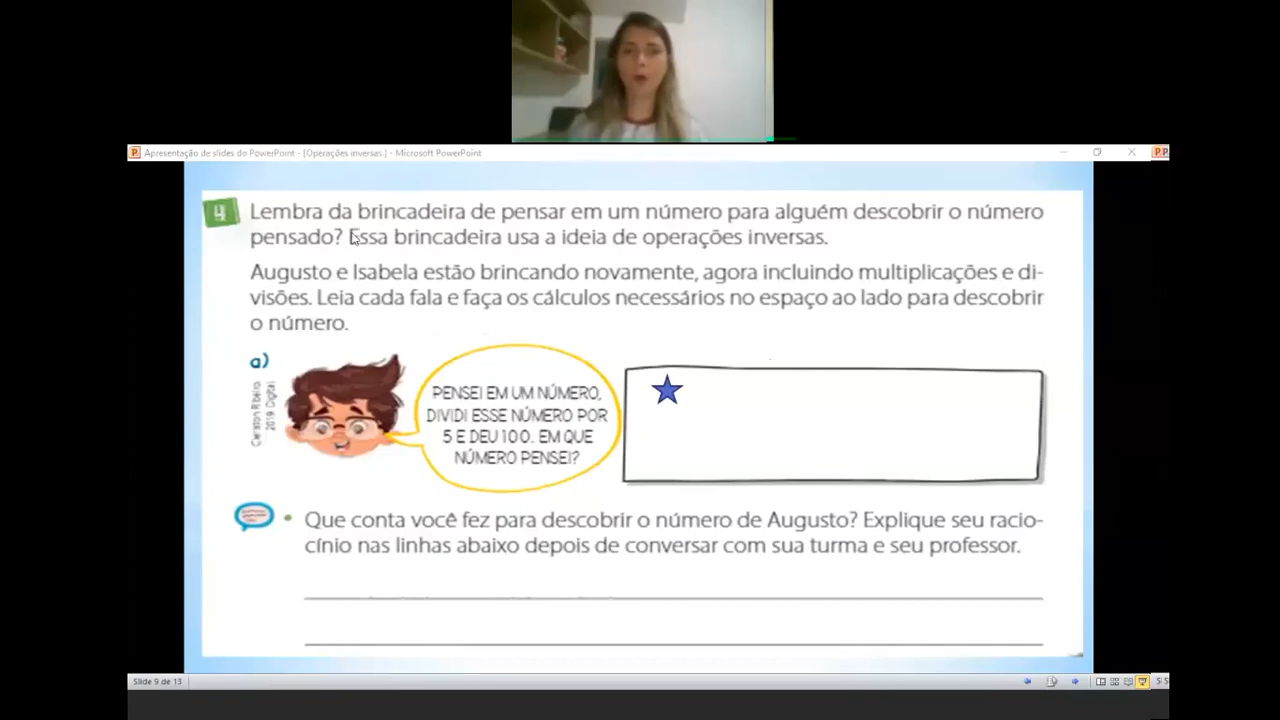 Apresentação de slides do PowerPoint - [Operações inversas.] - Microsoft PowerPoint
4
Lembra da brincadeira de pensar em um número para alguém descobrir o número
pensado? Essa brincadeira usa a ideia de operações inversas.
Augusto e Isabela estão brincando novamente, agora incluindo multiplicações e di-
visões. Leia cada fala e faça os cálculos necessários no espaço ao lado para descobrir
o número.
a)
2019. Digital.
PENSEI EM UM NÚMERO,
DIVIDI ESSE NÚMERO POR
5 E DEU 100. EM QUE
NÚMERO PENSEI?
• Que conta você fez para descobrir o número de Augusto? Explique seu racio-
cínio nas linhas abaixo depois de conversar com sua turma e seu professor.
Slide 9 de 13